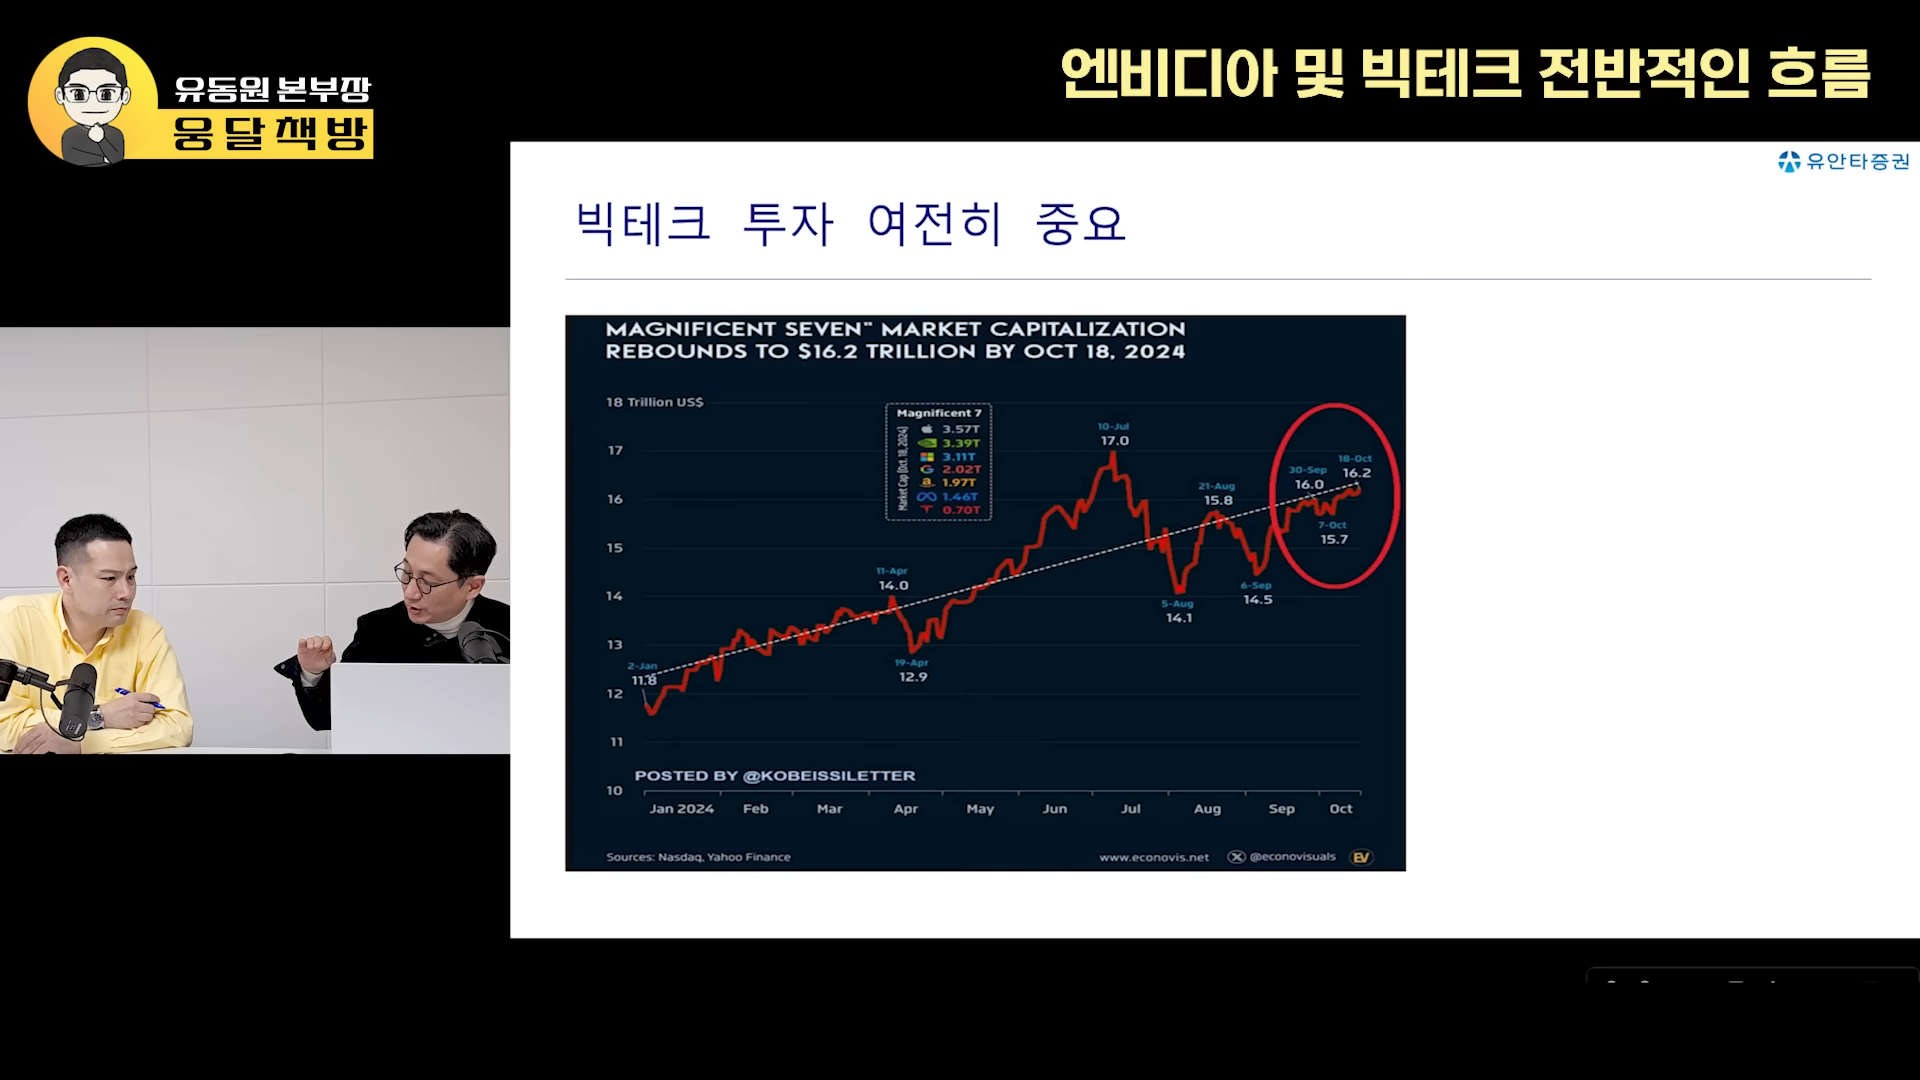 유동원 본부장
웅달책방
엔비디아 및 빅테크 전반적인 흐름
유안타증권
빅테크 투자 여전히 중요
MAGNIFICENT SEVEN" MARKET CAPITALIZATION
REBOUNDS TO $16.2 TRILLION BY OCT 18, 2024
18 Trillion US$
17
16
15
14
13
12
11
10
Magnificent 7
Market Cap (Oct. 18, 2024)
3.57T
3.39T
3.11T
2.02T
1.97T
1.46T
0.70T
2-Jan
11.8
11-Apr
14.0
19-Apr
12.9
10-Jul
17.0
5-Aug
14.1
21-Aug
15.8
6-Sep
14.5
30-Sep
16.0
7-Oct
15.7
18-Oct
16.2
POSTED BY @KOBEISSILETTER
Jan 2024 Feb Mar Apr May Jun Jul Aug Sep Oct
Sources: Nasdaq, Yahoo Finance
www.econovis.net @econovisuals EV